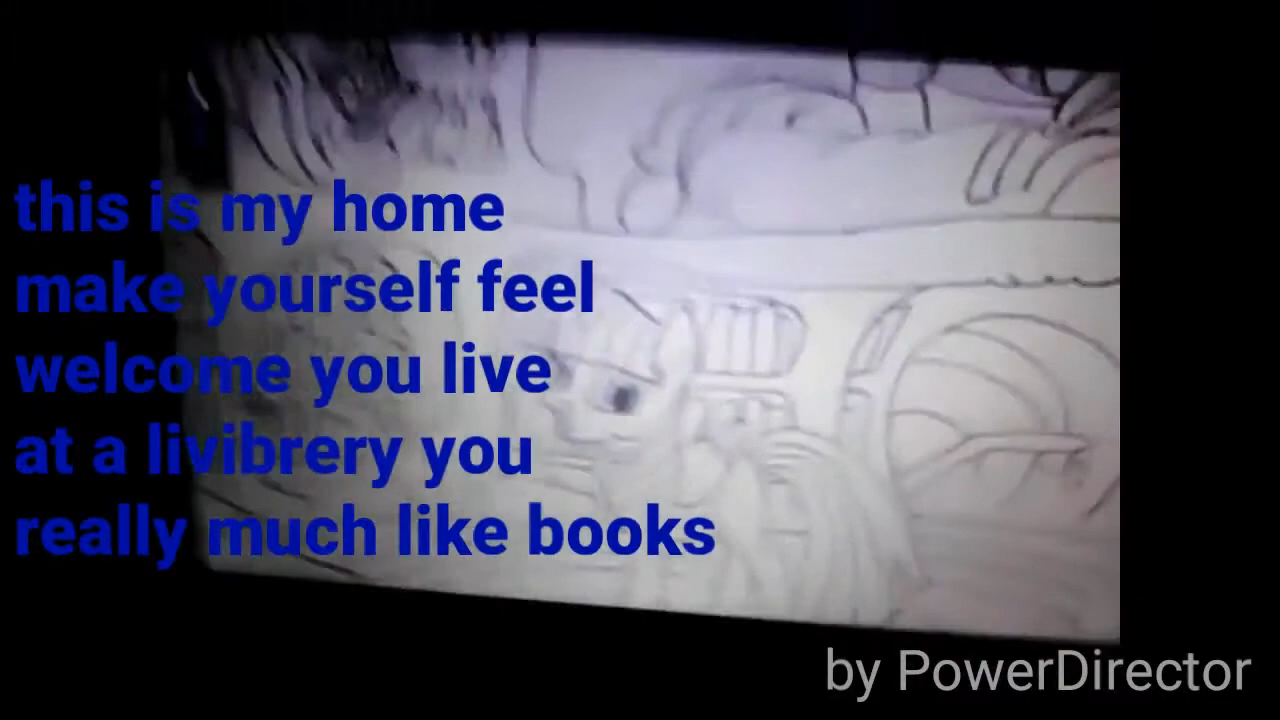 this is my home
make yourself feel
welcome you live
at a livibrery you
really much like books
by PowerDirector